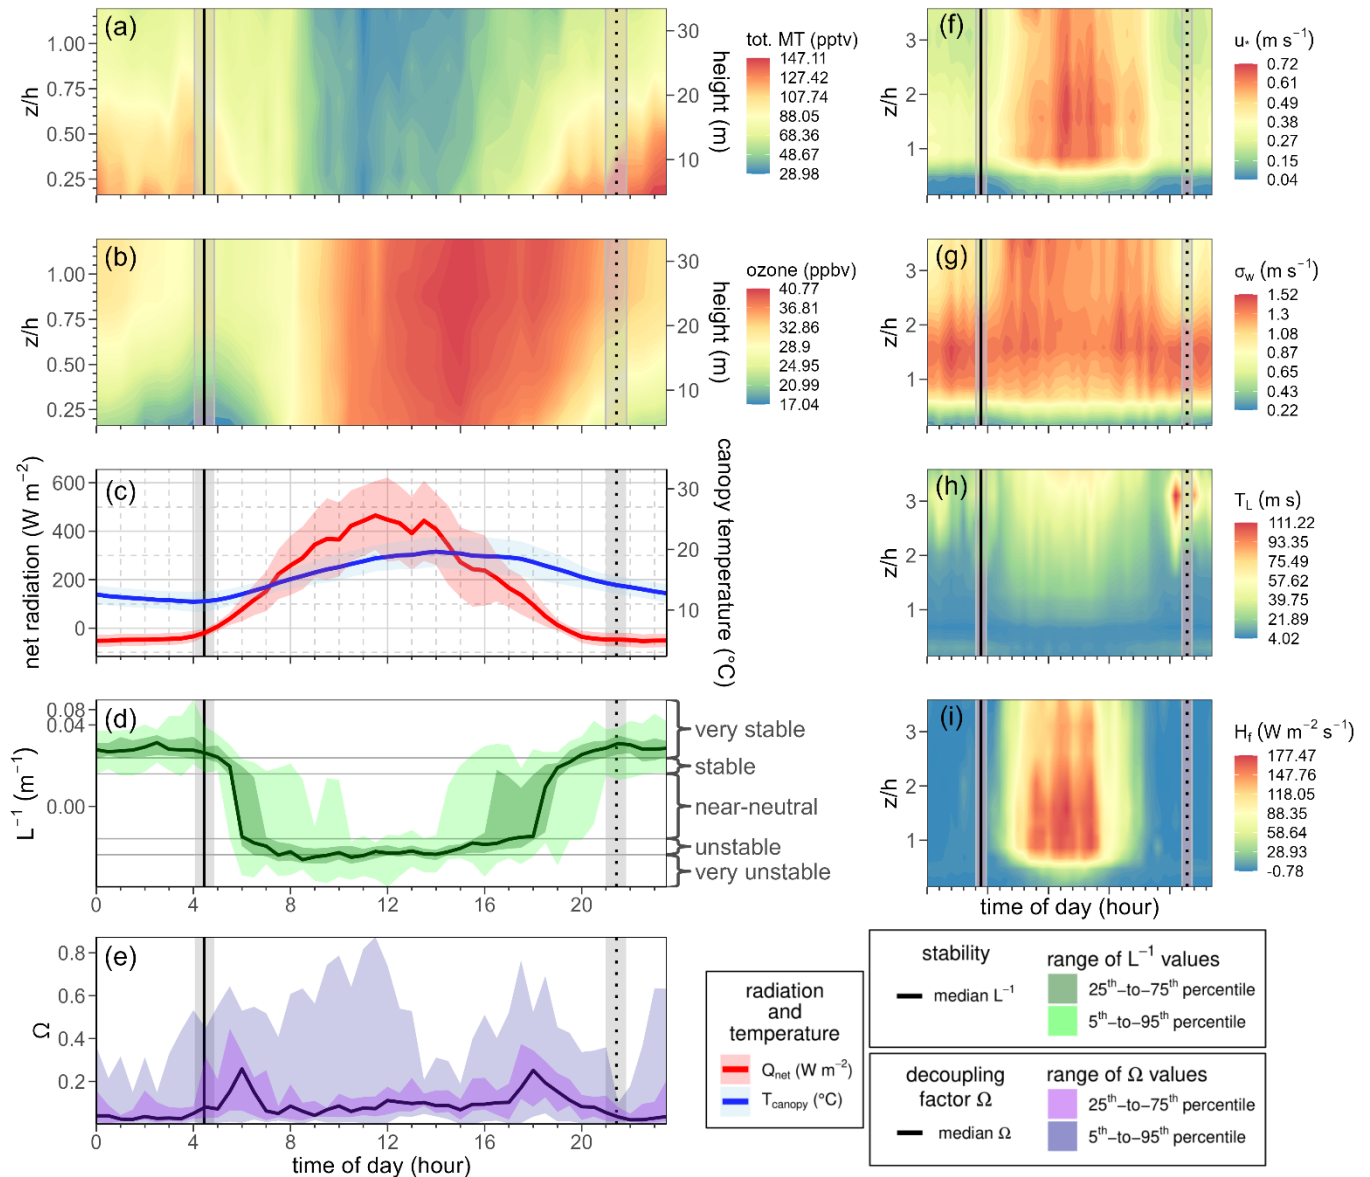 (a)
1.00
0.75
0.50
0.25
z/h
30
20
10
height (m)
tot. MT (pptv)
147.11
127.42
107.74
88.05
68.36
48.67
28.98
(f)
3
2
1
z/h
u* (m s⁻¹)
0.72
0.61
0.49
0.38
0.27
0.15
0.04
(b)
1.00
0.75
0.50
0.25
z/h
30
20
10
height (m)
ozone (ppbv)
40.77
36.81
32.86
28.9
24.95
20.99
17.04
(g)
3
2
1
z/h
σw (m s⁻¹)
1.52
1.3
1.08
0.87
0.65
0.43
0.22
(c)
600
400
200
0
net radiation (W m⁻²)
30
20
10
canopy temperature (°C)
(h)
3
2
1
z/h
TL (m s)
111.22
93.35
75.49
57.62
39.75
21.89
4.02
(d)
0.08
0.04
0.00
L⁻¹ (m⁻¹)
very stable
stable
near-neutral
unstable
very unstable
0 4 8 12 16 20
(i)
3
2
1
z/h
time of day (hour)
Hf (W m⁻² s⁻¹)
177.47
147.76
118.05
88.35
58.64
28.93
-0.78
(e)
0.8
0.6
0.4
0.2
Ω
0 4 8 12 16 20
time of day (hour)
radiation
and
temperature
Qnet (W m⁻²)
Tcanopy (°C)
stability
median L⁻¹
range of L⁻¹ values
25th−to−75th percentile
5th−to−95th percentile
decoupling
factor Ω
median Ω
range of Ω values
25th−to−75th percentile
5th−to−95th percentile